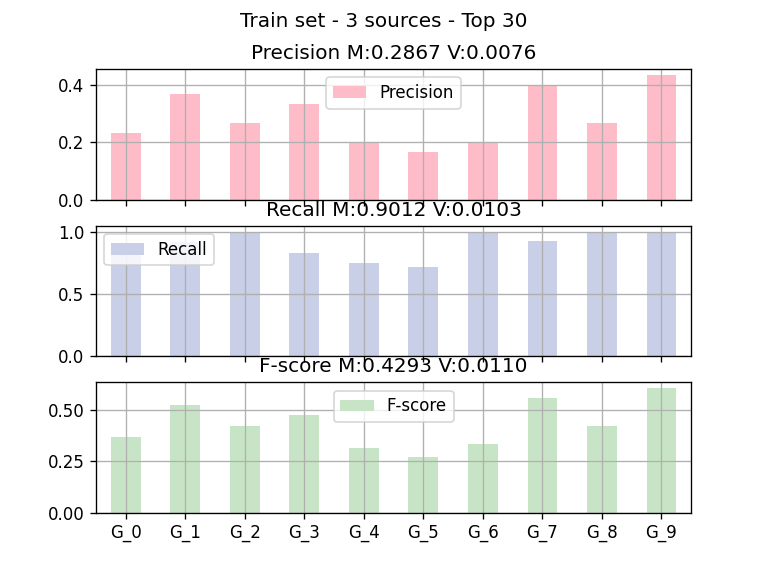 Train set - 3 sources - Top 30
Precision M:0.2867 V:0.0076
0.4
0.2
0.0
Precision
Recall M:0.9012 V:0.0103
1.0
0.5
0.0
Recall
F-score M:0.4293 V:0.0110
0.50
0.25
0.00
F-score
G_0 G_1 G_2 G_3 G_4 G_5 G_6 G_7 G_8 G_9